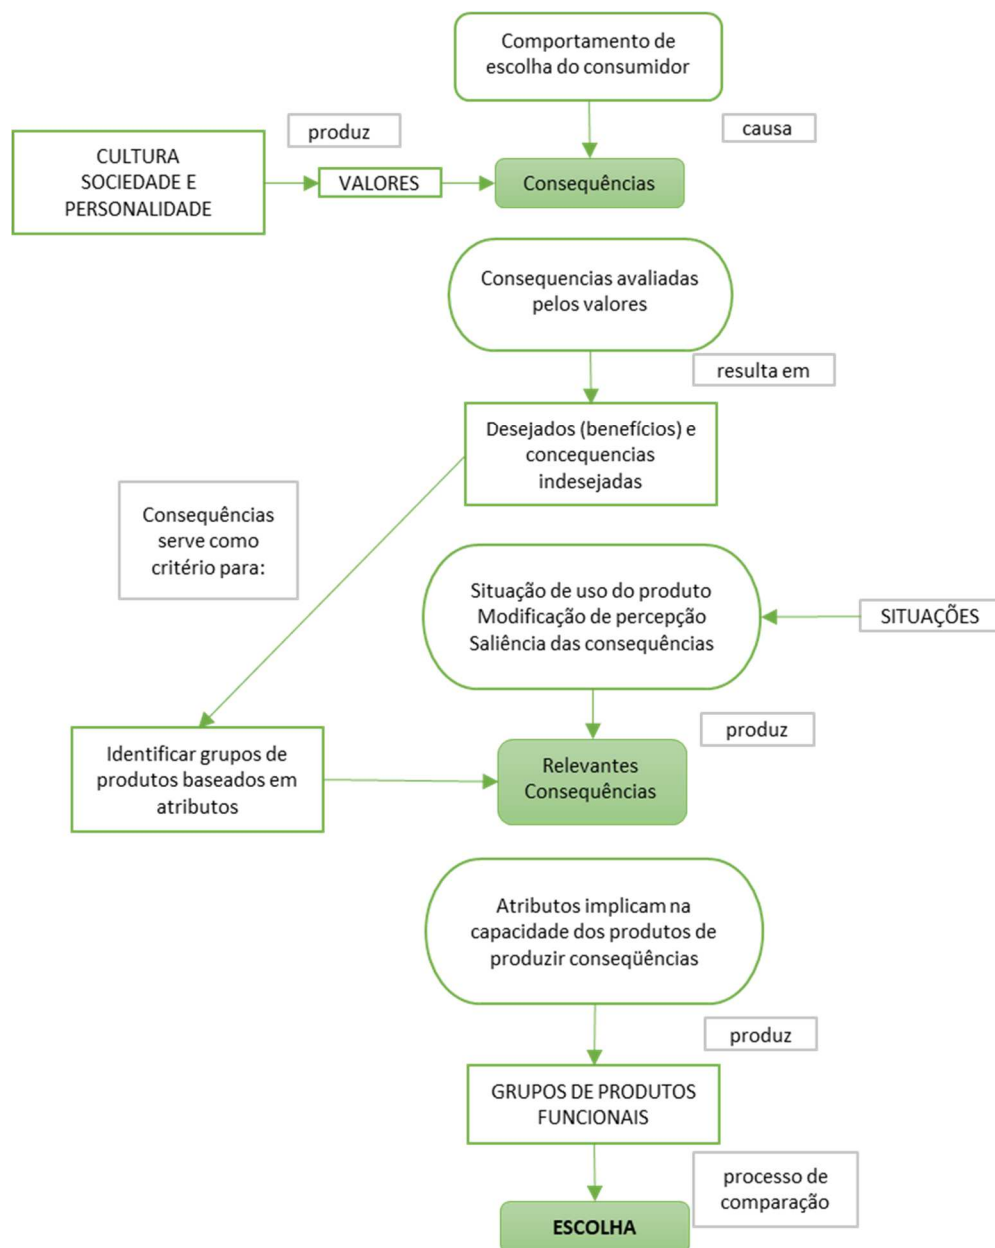 Comportamento de
escolha do consumidor
produz
causa
CULTURA
SOCIEDADE E
PERSONALIDADE
VALORES
Consequências
Consequencias avaliadas
pelos valores
resulta em
Desejados (benefícios) e
concequencias
indesejadas
Consequências
serve como
critério para:
Situação de uso do produto
Modificação de percepção
Saliência das consequências
SITUAÇÕES
produz
Identificar grupos de
produtos baseados em
atributos
Relevantes
Consequências
Atributos implicam na
capacidade dos produtos de
produzir conseqüências
produz
GRUPOS DE PRODUTOS
FUNCIONAIS
processo de
comparação
ESCOLHA